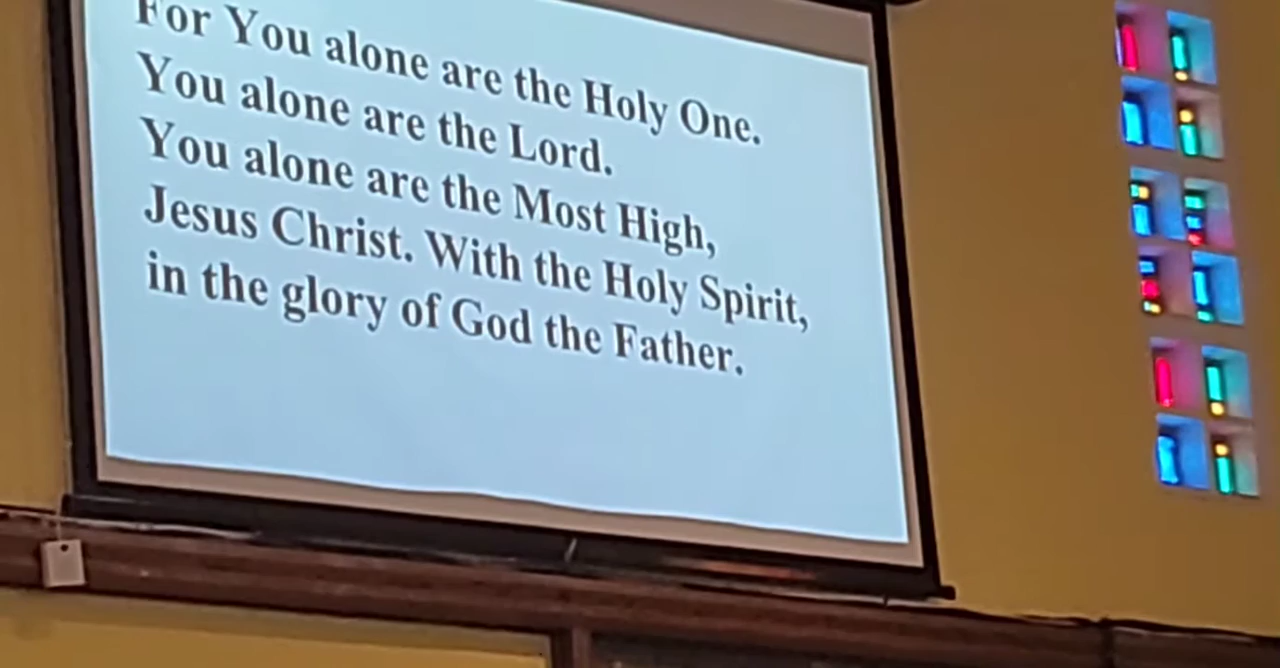 For You alone are the Holy One.
You alone are the Lord.
You alone are the Most High,
Jesus Christ. With the Holy Spirit,
in the glory of God the Father.